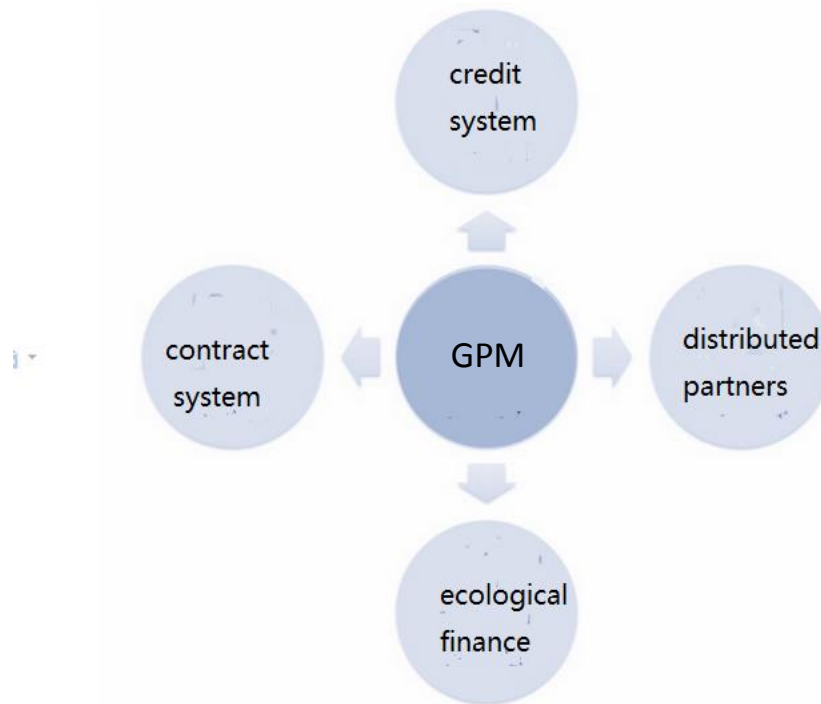 credit
system
contract
system
GPM
distributed
partners
ecological
finance